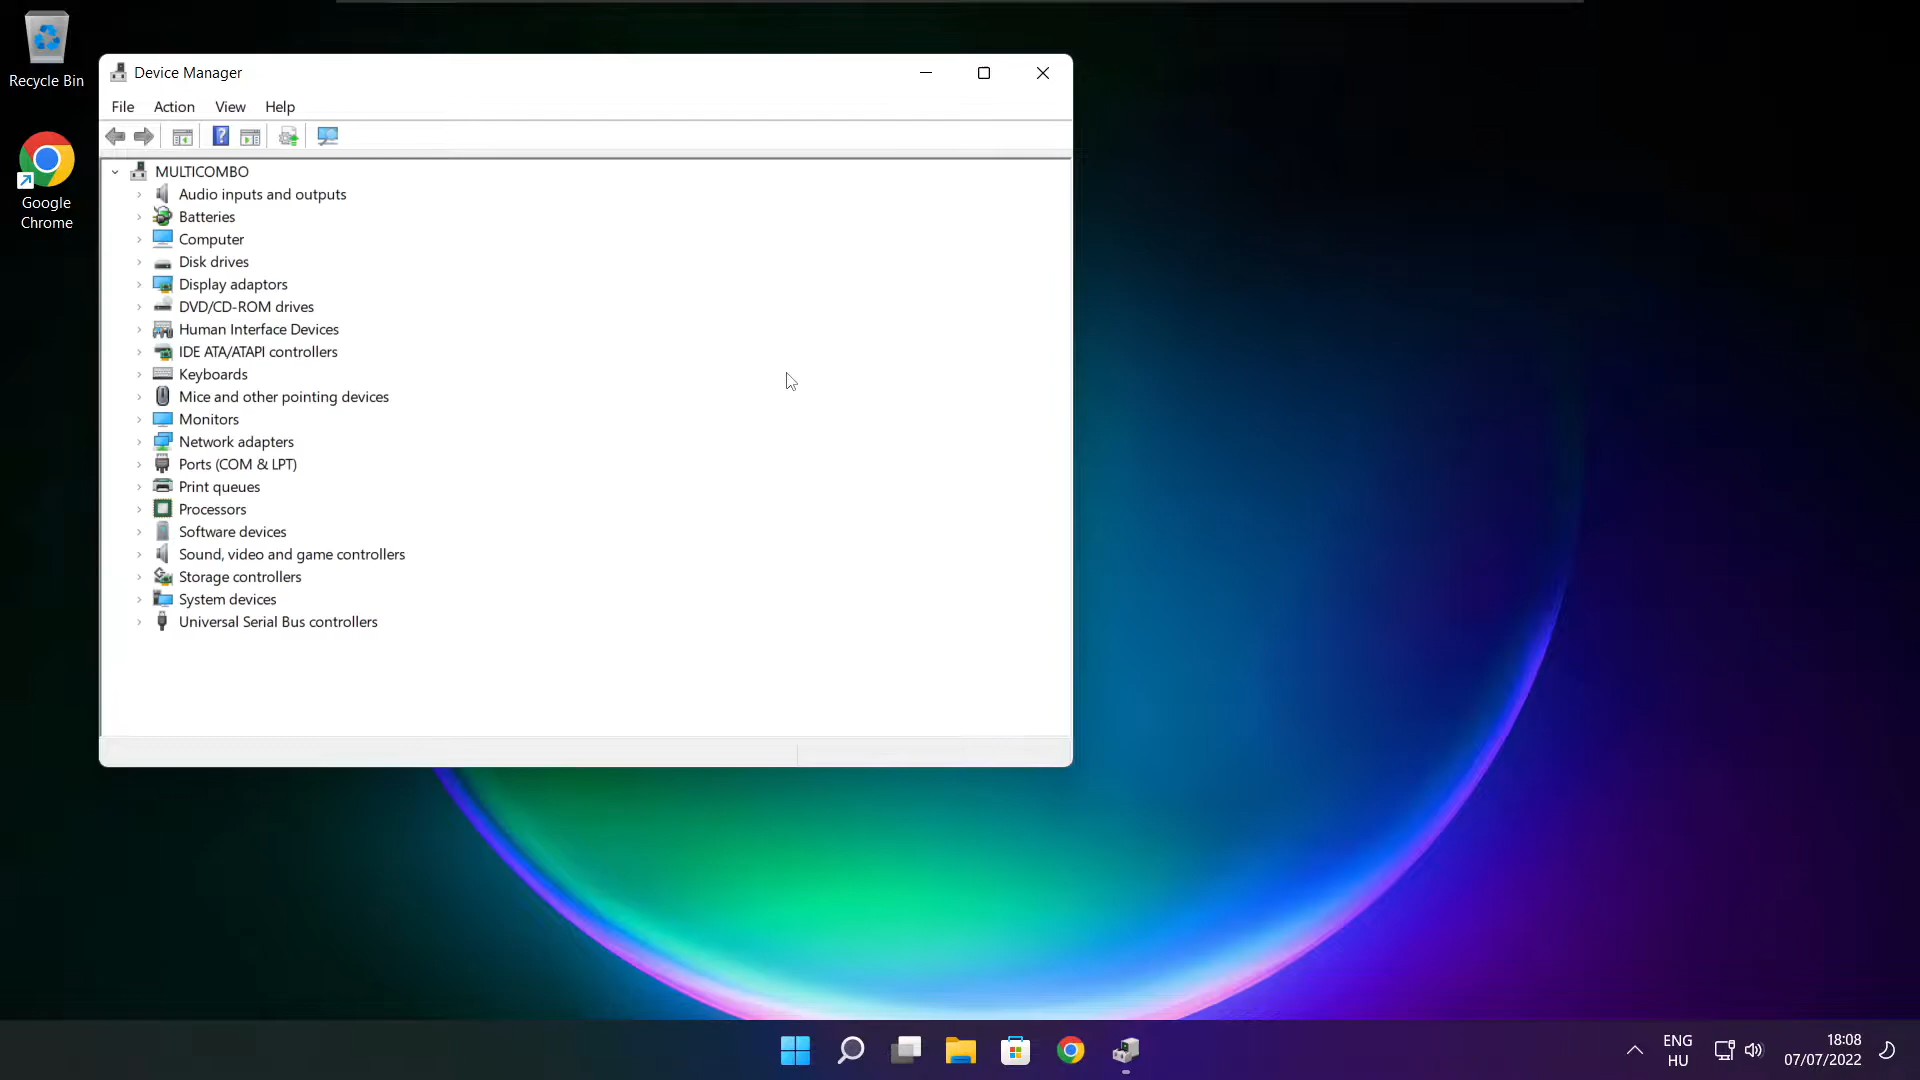 Recycle Bin
Google
Chrome
Device Manager
File Action View Help
MULTICOMBO
Audio inputs and outputs
Batteries
Computer
Disk drives
Display adaptors
DVD/CD-ROM drives
Human Interface Devices
IDE ATA/ATAPI controllers
Keyboards
Mice and other pointing devices
Monitors
Network adapters
Ports (COM & LPT)
Print queues
Processors
Software devices
Sound, video and game controllers
Storage controllers
System devices
Universal Serial Bus controllers
ENG
HU
18:08
07/07/2022